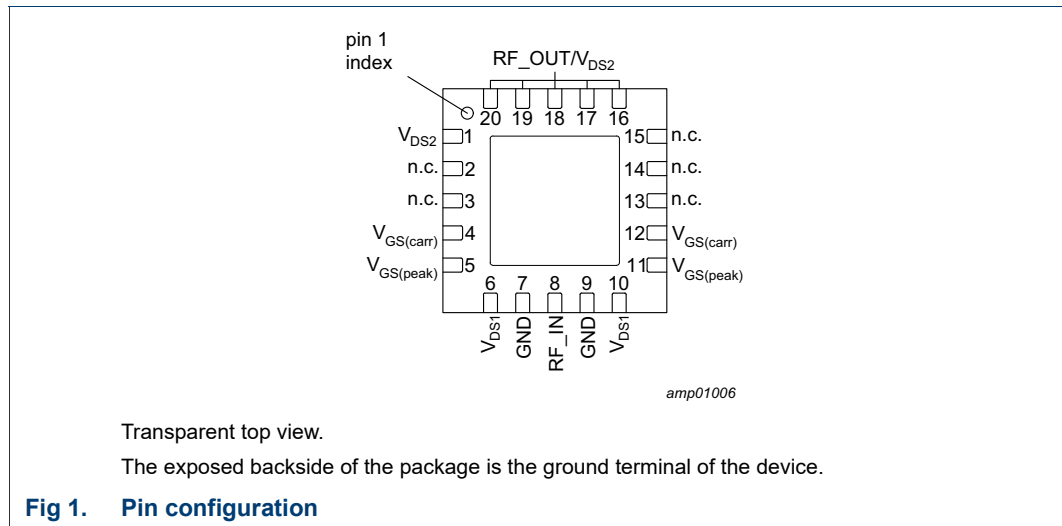 pin 1
index
RF_OUT/VDS2
20 19 18 17 16
VDS2 1 15 n.c.
n.c. 2 14 n.c.
n.c. 3 13 n.c.
VGS(carr) 4 12 VGS(carr)
VGS(peak) 5 11 VGS(peak)
6 7 8 9 10
VDS1 GND RF_IN GND VDS1
amp01006
Transparent top view.
The exposed backside of the package is the ground terminal of the device.
Fig 1. Pin configuration